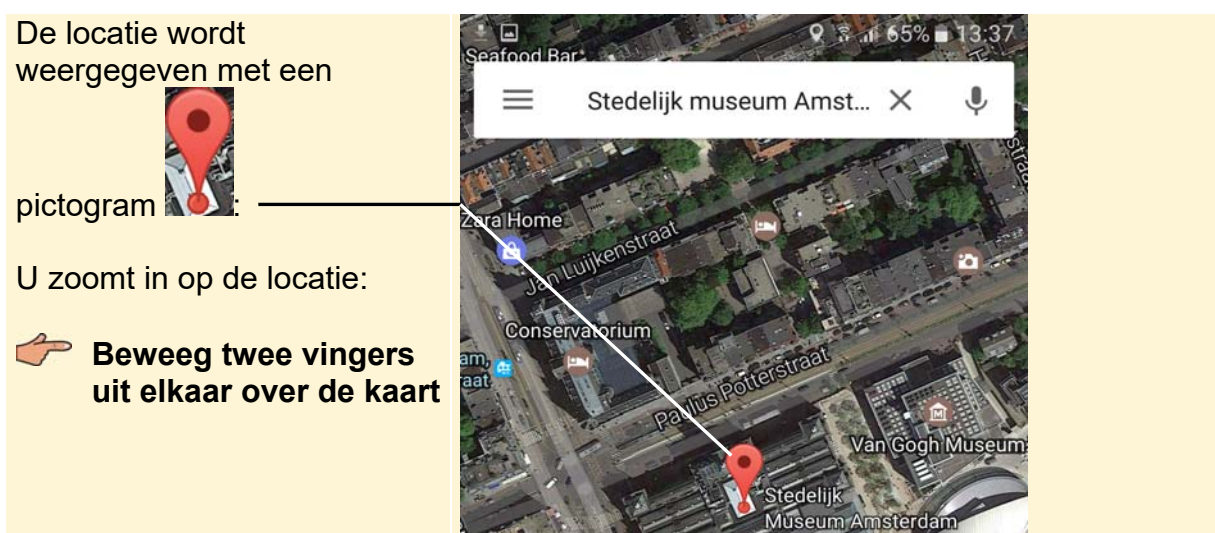 De locatie wordt
weergegeven met een
pictogram :
U zoomt in op de locatie:
Beweeg twee vingers
uit elkaar over de kaart
65% 13:37
Seafood Bar
Stedelijk museum Amst...
Zara Home
Jan Luijkenstraat
Conservatorium
am,
raat
Paulus Potterstraat
Van Gogh Museum
Stedelijk
Museum Amsterdam